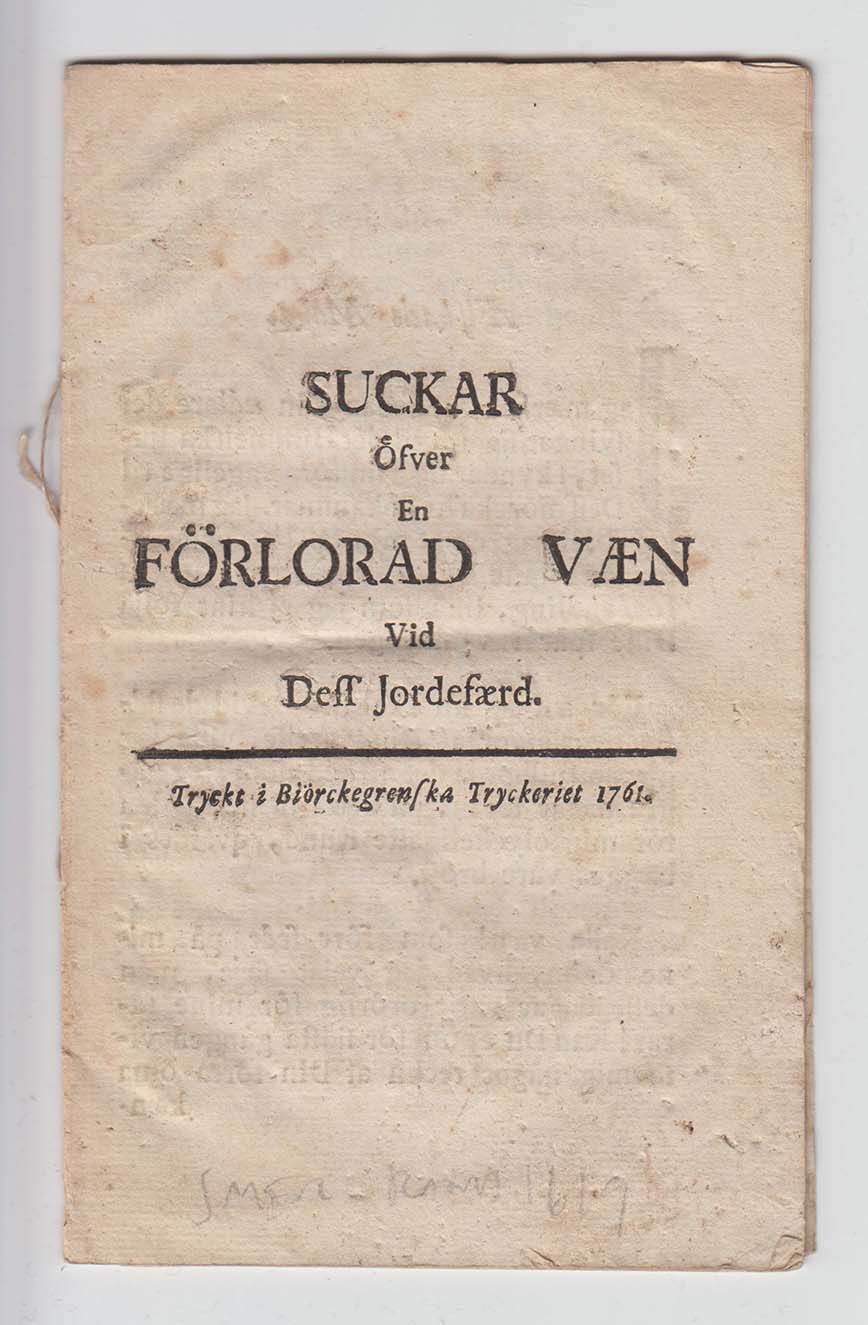 SUCKAR
Öfver
En
FÖRLORAD VÆN
Vid
Deſſ Jordefærd.
Tryckt i Biörckegrenſka Tryckeriet 1761.